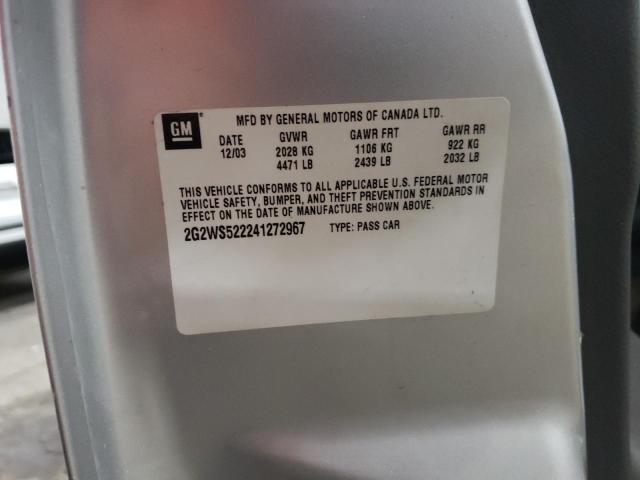 GM
MFD BY GENERAL MOTORS OF CANADA LTD.
DATE GVWR GAWR FRT GAWR RR
12/03 2028 KG 1106 KG 922 KG
4471 LB 2439 LB 2032 LB
THIS VEHICLE CONFORMS TO ALL APPLICABLE U.S. FEDERAL MOTOR
VEHICLE SAFETY, BUMPER, AND THEFT PREVENTION STANDARDS IN
EFFECT ON THE DATE OF MANUFACTURE SHOWN ABOVE.
2G2WS522241272967 TYPE: PASS CAR